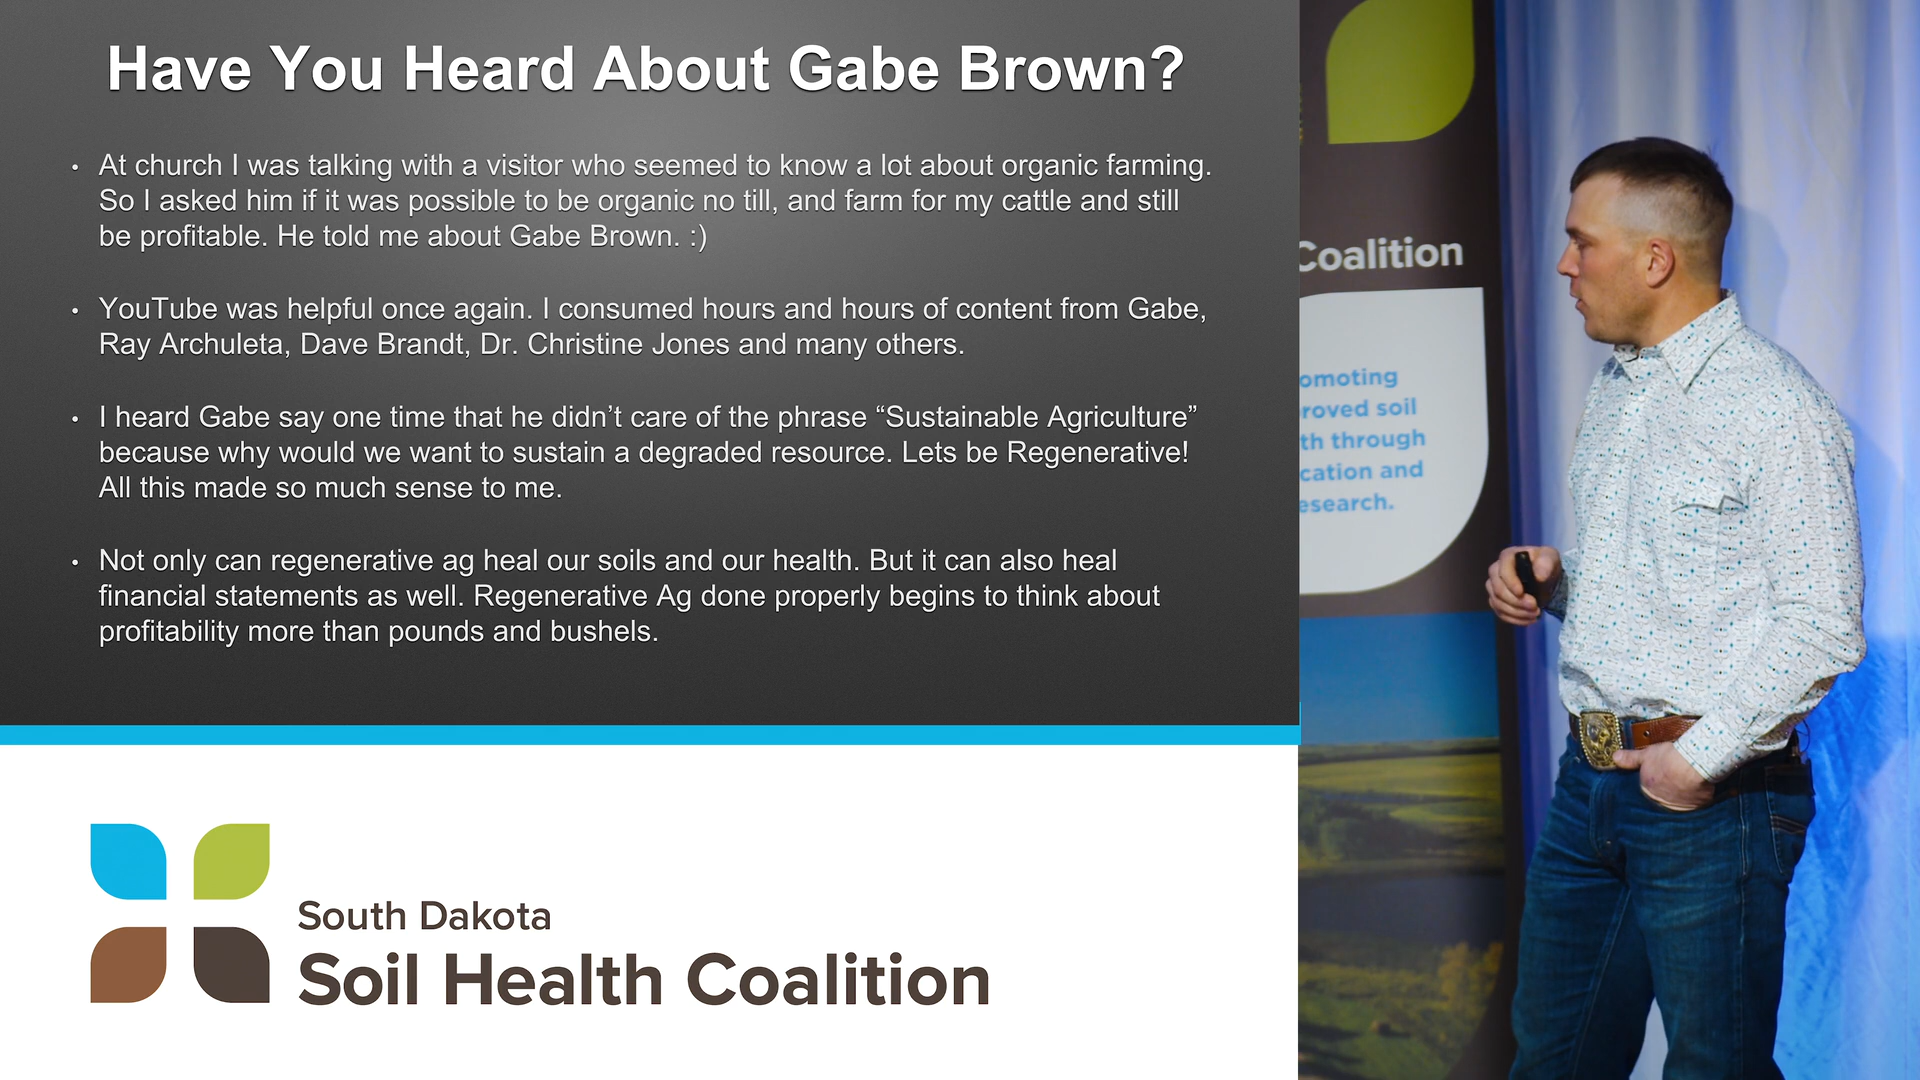 Have You Heard About Gabe Brown?
• At church I was talking with a visitor who seemed to know a lot about organic farming.
So I asked him if it was possible to be organic no till, and farm for my cattle and still
be profitable. He told me about Gabe Brown. :)
• YouTube was helpful once again. I consumed hours and hours of content from Gabe,
Ray Archuleta, Dave Brandt, Dr. Christine Jones and many others.
• I heard Gabe say one time that he didn’t care of the phrase “Sustainable Agriculture”
because why would we want to sustain a degraded resource. Lets be Regenerative!
All this made so much sense to me.
• Not only can regenerative ag heal our soils and our health. But it can also heal
financial statements as well. Regenerative Ag done properly begins to think about
profitability more than pounds and bushels.
South Dakota
Soil Health Coalition
Coalition
omoting
roved soil
th through
cation and
esearch.